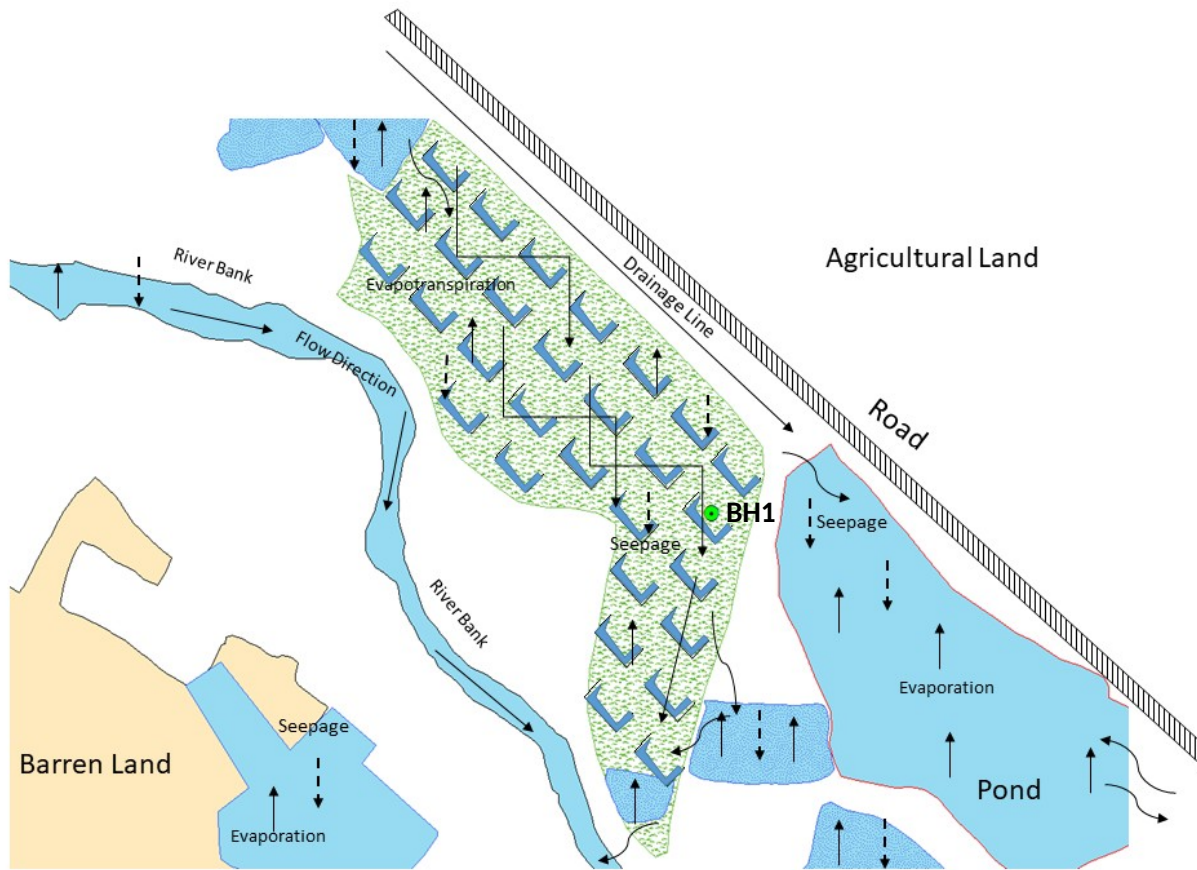 River Bank
Agricultural Land
Evapotranspiration
Drainage Line
Flow Direction
Road
BH1
Seepage
Seepage
River Bank
Evaporation
Seepage
Barren Land
Pond
Evaporation